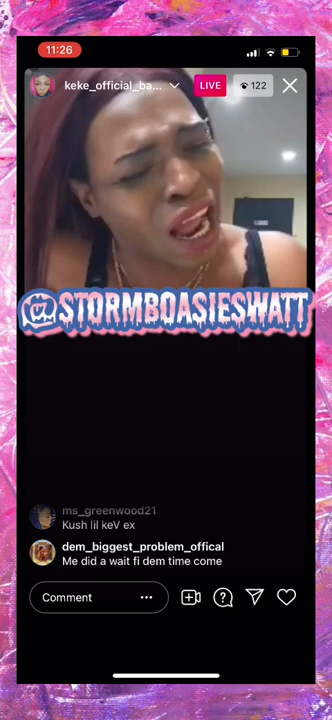 11:26
keke_official_ba...
LIVE
122
@STORMBOASIESWATT
ms_greenwood21
Kush lil keV ex
dem_biggest_problem_offical
Me did a wait fi dem time come
Comment